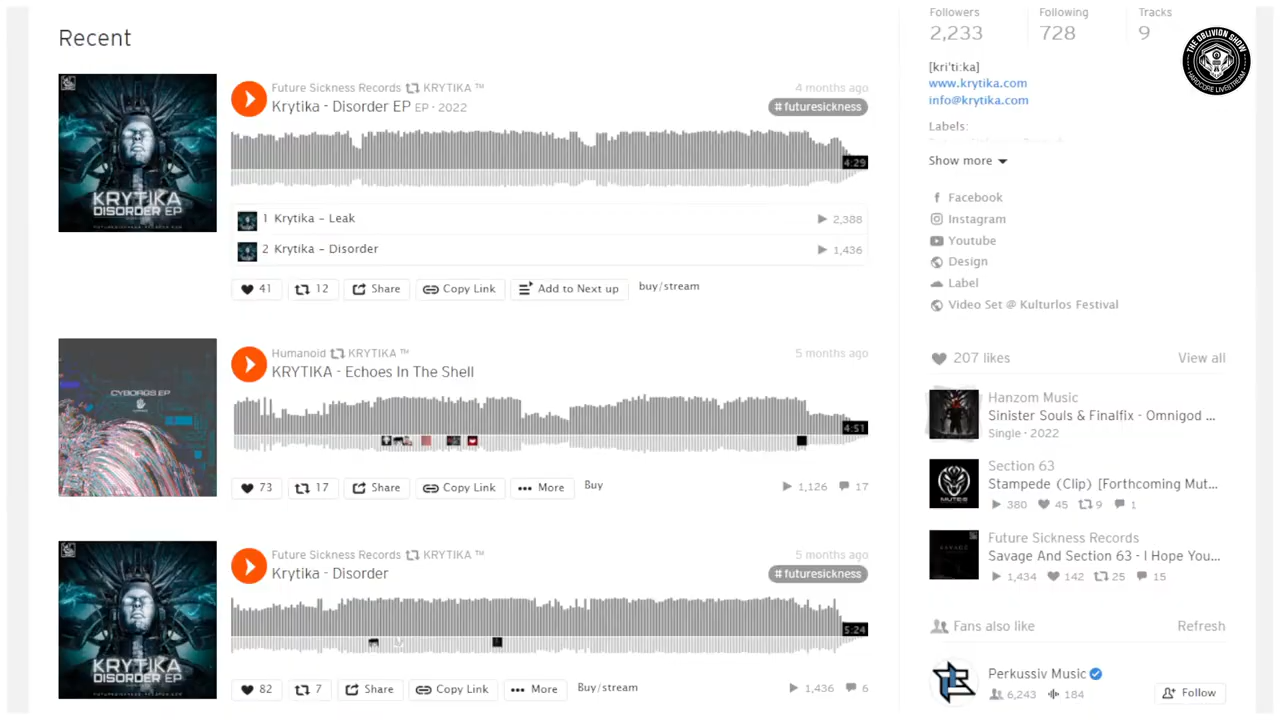 Recent
Future Sickness Records KRYTIKA ™
4 months ago
Krytika - Disorder EP EP · 2022
# futuresickness
4:29
1 Krytika – Leak
2,388
2 Krytika – Disorder
1,436
KRYTIKA
DISORDER EP
41
12
Share
Copy Link
Add to Next up
buy/stream
Humanoid KRYTIKA ™
5 months ago
KRYTIKA - Echoes In The Shell
CYBORGS EP
4:51
73
17
Share
Copy Link
More
Buy
1,126
17
Future Sickness Records KRYTIKA ™
5 months ago
Krytika - Disorder
# futuresickness
5:24
KRYTIKA
DISORDER EP
82
7
Share
Copy Link
More
Buy/stream
1,436
6
Followers
2,233
Following
728
Tracks
9
THE OBLIVION SHOW
HARDCORE LIVESTREAM
[kri'ti:ka]
www.krytika.com
info@krytika.com
Labels:
Show more
Facebook
Instagram
Youtube
Design
Label
Video Set @ Kulturlos Festival
207 likes
View all
Hanzom Music
Sinister Souls & Finalfix - Omnigod ...
Single · 2022
Section 63
Stampede (Clip) [Forthcoming Mut...
380
45
9
1
Future Sickness Records
Savage And Section 63 - I Hope You...
1,434
142
25
15
SAVAGE
Fans also like
Refresh
Perkussiv Music
6,243
184
Follow